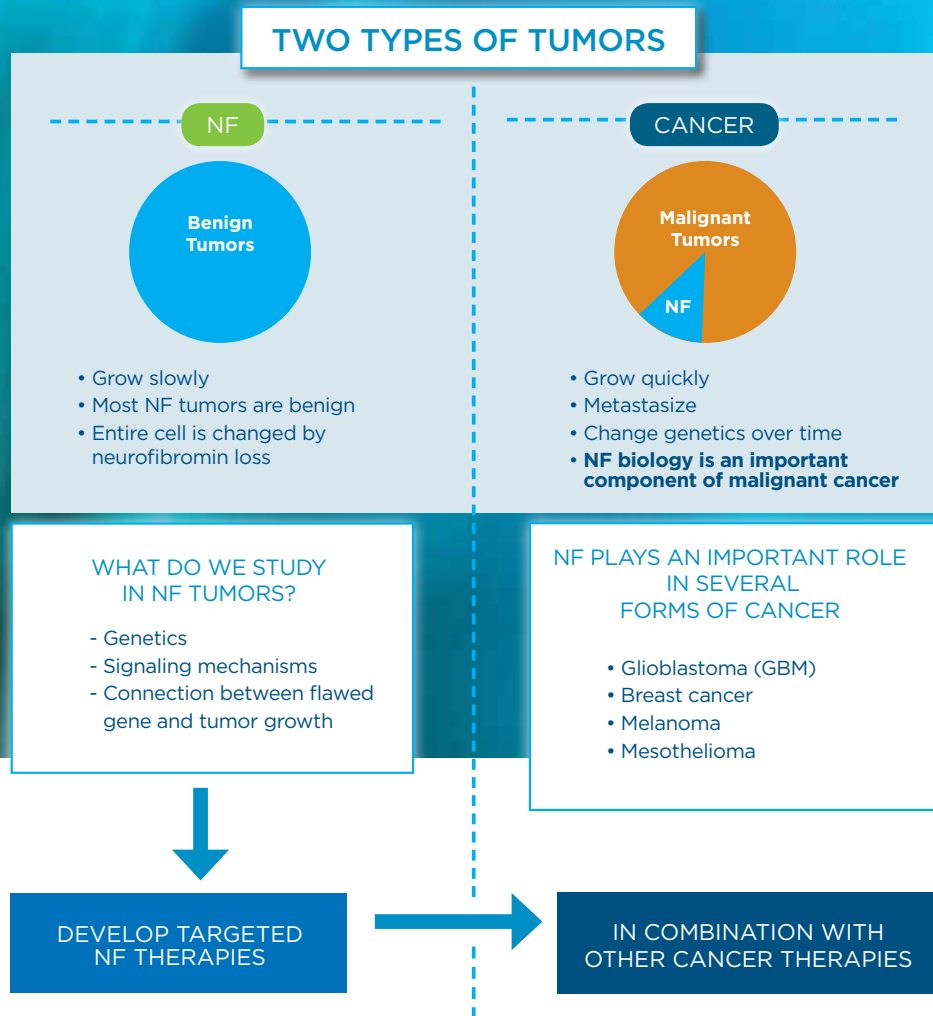 TWO TYPES OF TUMORS
NF
Benign
Tumors
• Grow slowly
• Most NF tumors are benign
• Entire cell is changed by
neurofibromin loss
CANCER
Malignant
Tumors
NF
• Grow quickly
• Metastasize
• Change genetics over time
• NF biology is an important
component of malignant cancer
WHAT DO WE STUDY
IN NF TUMORS?
- Genetics
- Signaling mechanisms
- Connection between flawed
gene and tumor growth
NF PLAYS AN IMPORTANT ROLE
IN SEVERAL
FORMS OF CANCER
• Glioblastoma (GBM)
• Breast cancer
• Melanoma
• Mesothelioma
DEVELOP TARGETED
NF THERAPIES
IN COMBINATION WITH
OTHER CANCER THERAPIES